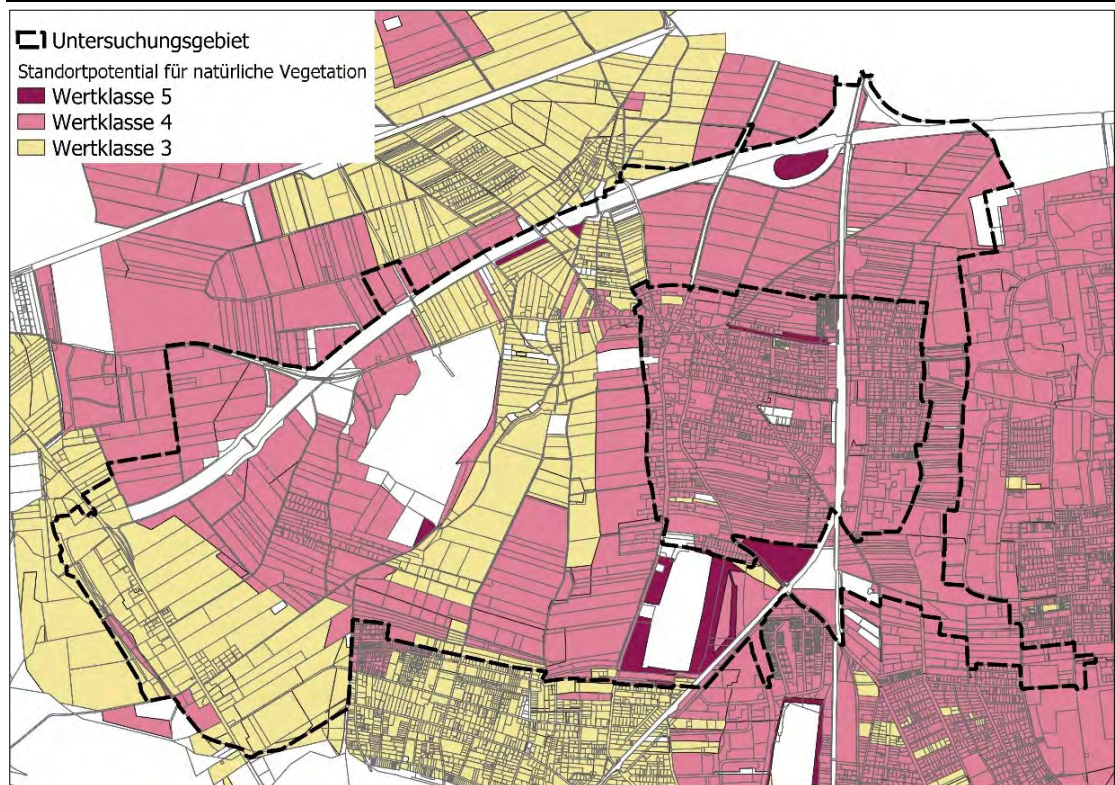 Untersuchungsgebiet
Standortpotential für natürliche Vegetation
Wertklasse 5
Wertklasse 4
Wertklasse 3